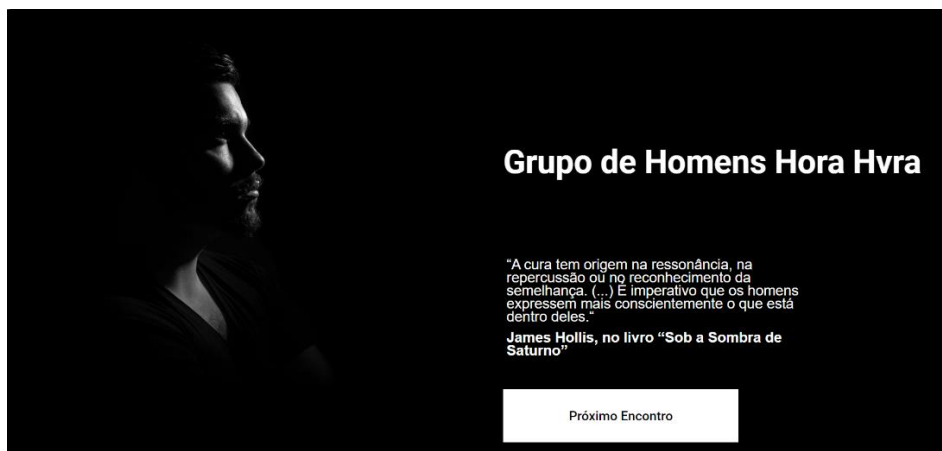 Grupo de Homens Hora Hvra
“A cura tem origem na ressonância, na
repercussão ou no reconhecimento da
semelhança. (...) É imperativo que os homens
expressem mais conscientemente o que está
dentro deles.“
James Hollis, no livro “Sob a Sombra de
Saturno”
Próximo Encontro